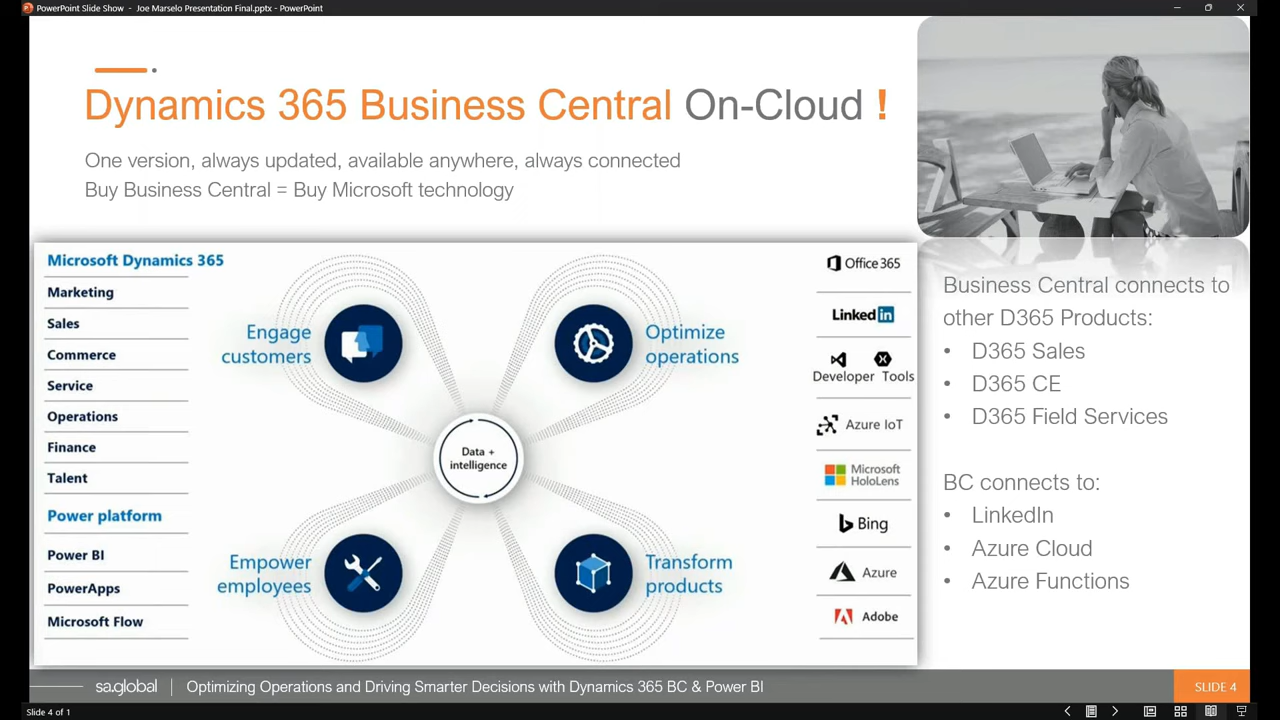 PowerPoint Slide Show - Joe Marselo Presentation Final.pptx - PowerPoint
Dynamics 365 Business Central On-Cloud !
One version, always updated, available anywhere, always connected
Buy Business Central = Buy Microsoft technology
Microsoft Dynamics 365
Marketing
Sales
Commerce
Service
Operations
Finance
Talent
Power platform
Power BI
PowerApps
Microsoft Flow
Engage
customers
Optimize
operations
Data +
intelligence
Empower
employees
Transform
products
Office 365
LinkedIn
Developer Tools
Azure IoT
Microsoft
HoloLens
Bing
Azure
Adobe
Business Central connects to
other D365 Products:
• D365 Sales
• D365 CE
• D365 Field Services
BC connects to:
• LinkedIn
• Azure Cloud
• Azure Functions
sa.global | Optimizing Operations and Driving Smarter Decisions with Dynamics 365 BC & Power BI
SLIDE 4
Slide 4 of 1